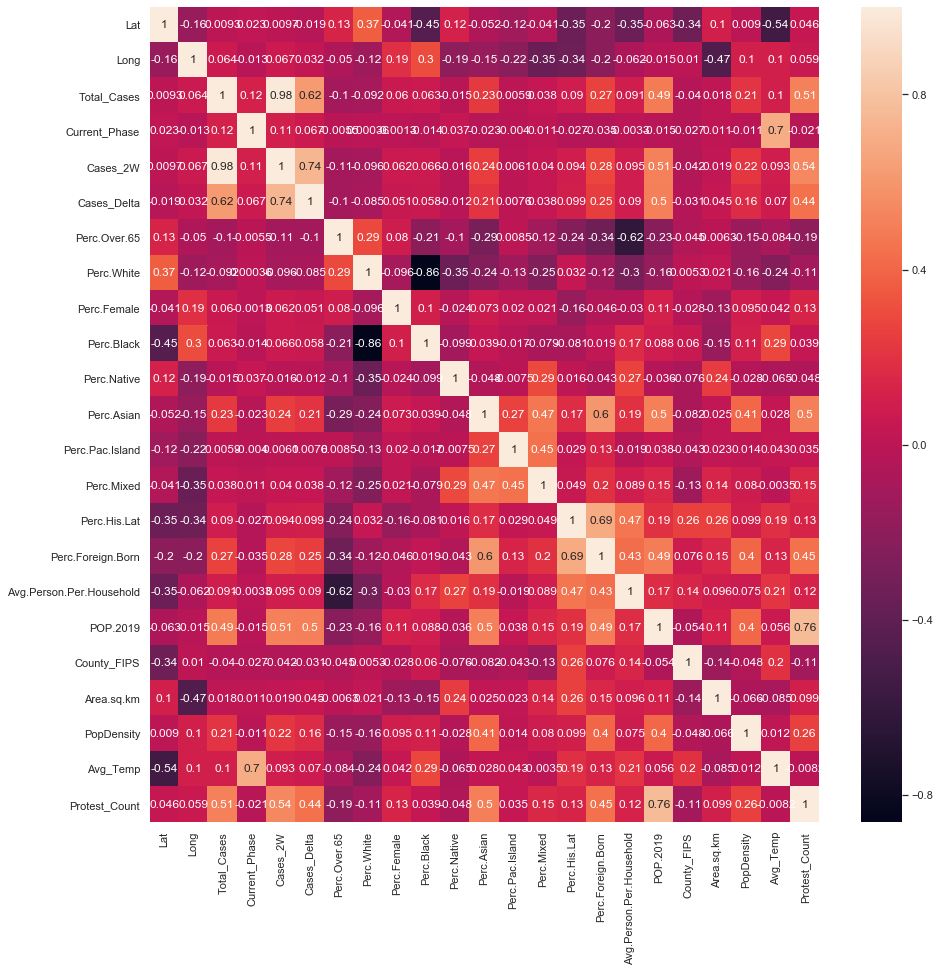 Lat 1 -0.16 0.0093 0.023 0.0097 -0.019 0.13 0.37 -0.041 -0.45 0.12 -0.052 -0.12 -0.041 -0.35 -0.2 -0.35 -0.063 -0.34 0.1 0.009 -0.54 0.046
Long -0.16 1 0.064 -0.013 0.067 0.032 -0.05 -0.12 0.19 0.3 -0.19 -0.15 -0.22 -0.35 -0.34 -0.2 -0.062 -0.015 0.01 -0.47 0.1 0.1 0.059
Total_Cases 0.0093 0.064 1 0.12 0.98 0.62 -0.1 -0.092 0.06 0.063 -0.015 0.23 0.0059 0.038 0.09 0.27 0.091 0.49 -0.04 0.018 0.21 0.1 0.51
Current_Phase 0.023 -0.013 0.12 1 0.11 0.067 -0.0055 0.00036 -0.0013 -0.014 0.037 -0.023 -0.004 0.011 -0.027 -0.035 -0.0033 -0.015 -0.027 0.011 -0.011 0.7 -0.021
Cases_2W 0.0097 0.067 0.98 0.11 1 0.74 -0.11 -0.096 0.062 0.066 -0.016 0.24 0.0061 0.04 0.094 0.28 0.095 0.51 -0.042 0.019 0.22 0.093 0.54
Cases_Delta -0.019 0.032 0.62 0.067 0.74 1 -0.1 -0.085 0.051 0.058 -0.012 0.21 0.0076 0.038 0.099 0.25 0.09 0.5 -0.031 0.045 0.16 0.07 0.44
Perc.Over.65 0.13 -0.05 -0.1 -0.0055 -0.11 -0.1 1 0.29 0.08 -0.21 -0.1 -0.29 0.0085 -0.12 -0.24 -0.34 -0.62 -0.23 -0.045 0.0063 -0.15 -0.084 -0.19
Perc.White 0.37 -0.12 -0.092 0.00036 -0.096 -0.085 0.29 1 -0.096 -0.86 -0.35 -0.24 -0.13 -0.25 0.032 -0.12 -0.3 -0.16 0.0053 0.021 -0.16 -0.24 -0.11
Perc.Female -0.041 0.19 0.06 -0.0013 0.062 0.051 0.08 -0.096 1 0.1 -0.024 0.073 0.02 0.021 -0.16 -0.046 -0.03 0.11 -0.028 -0.13 0.095 0.042 0.13
Perc.Black -0.45 0.3 0.063 -0.014 0.066 0.058 -0.21 -0.86 0.1 1 -0.099 0.039 -0.017 -0.079 -0.081 0.019 0.17 0.088 0.06 -0.15 0.11 0.29 0.039
Perc.Native 0.12 -0.19 -0.015 0.037 -0.016 -0.012 -0.1 -0.35 -0.024 -0.099 1 -0.048 0.0075 0.29 0.016 -0.043 0.27 -0.036 -0.076 0.24 -0.028 -0.065 -0.048
Perc.Asian -0.052 -0.15 0.23 -0.023 0.24 0.21 -0.29 -0.24 0.073 0.039 -0.048 1 0.27 0.47 0.17 0.6 0.19 0.5 -0.082 0.025 0.41 0.028 0.5
Perc.Pac.Island -0.12 -0.22 0.0059 -0.004 0.0061 0.0076 0.0085 -0.13 0.02 -0.017 0.0075 0.27 1 0.45 0.029 0.13 -0.019 0.038 -0.043 0.023 0.014 0.043 0.035
Perc.Mixed -0.041 -0.35 0.038 0.011 0.04 0.038 -0.12 -0.25 0.021 -0.079 0.29 0.47 0.45 1 0.049 0.2 0.089 0.15 -0.13 0.14 0.08 -0.0035 0.15
Perc.His.Lat -0.35 -0.34 0.09 -0.027 0.094 0.099 -0.24 0.032 -0.16 -0.081 0.016 0.17 0.029 0.049 1 0.69 0.47 0.19 0.26 0.26 0.099 0.19 0.13
Perc.Foreign.Born -0.2 -0.2 0.27 -0.035 0.28 0.25 -0.34 -0.12 -0.046 0.019 -0.043 0.6 0.13 0.2 0.69 1 0.43 0.49 0.076 0.15 0.4 0.13 0.45
Avg.Person.Per.Household -0.35 -0.062 0.091 -0.0033 0.095 0.09 -0.62 -0.3 -0.03 0.17 0.27 0.19 -0.019 0.089 0.47 0.43 1 0.17 0.14 0.096 0.075 0.21 0.12
POP.2019 -0.063 -0.015 0.49 -0.015 0.51 0.5 -0.23 -0.16 0.11 0.088 -0.036 0.5 0.038 0.15 0.19 0.49 0.17 1 -0.054 0.11 0.4 0.056 0.76
County_FIPS -0.34 0.01 -0.04 -0.027 -0.042 -0.031 -0.045 0.0053 -0.028 0.06 -0.076 -0.082 -0.043 -0.13 0.26 0.076 0.14 -0.054 1 -0.14 -0.048 0.2 -0.11
Area.sq.km 0.1 -0.47 0.018 0.011 0.019 0.045 0.0063 0.021 -0.13 -0.15 0.24 0.025 0.023 0.14 0.26 0.15 0.096 0.11 -0.14 1 -0.066 -0.085 0.099
PopDensity 0.009 0.1 0.21 -0.011 0.22 0.16 -0.15 -0.16 0.095 0.11 -0.028 0.41 0.014 0.08 0.099 0.4 0.075 0.4 -0.048 -0.066 1 0.012 0.26
Avg_Temp -0.54 0.1 0.1 0.7 0.093 0.07 -0.084 -0.24 0.042 0.29 -0.065 0.028 0.043 -0.0035 0.19 0.13 0.21 0.056 0.2 -0.085 0.012 1
Protest_Count 0.046 0.059 0.51 -0.021 0.54 0.44 -0.19 -0.11 0.13 0.039 -0.048 0.5 0.035 0.15 0.13 0.45 0.12 0.76 -0.11 0.099 0.26 1
Lat Long Total_Cases Current_Phase Cases_2W Cases_Delta Perc.Over.65 Perc.White Perc.Female Perc.Black Perc.Native Perc.Asian Perc.Pac.Island Perc.Mixed Perc.His.Lat Perc.Foreign.Born Avg.Person.Per.Household POP.2019 County_FIPS Area.sq.km PopDensity Avg_Temp Protest_Count
0.8
0.4
0.0
-0.4
-0.8